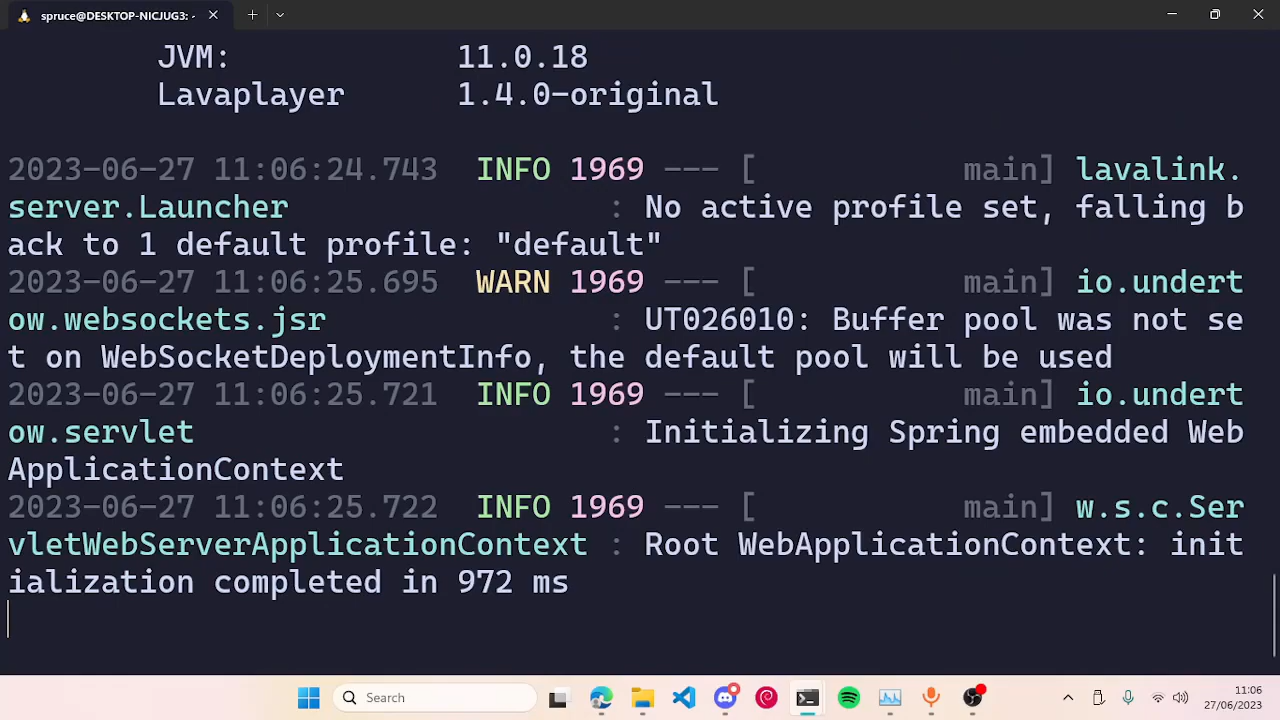 spruce@DESKTOP-NICJUG3: ~
JVM: 11.0.18
Lavaplayer 1.4.0-original
2023-06-27 11:06:24.743 INFO 1969 --- [ main] lavalink.
server.Launcher : No active profile set, falling b
ack to 1 default profile: "default"
2023-06-27 11:06:25.695 WARN 1969 --- [ main] io.undert
ow.websockets.jsr : UT026010: Buffer pool was not se
t on WebSocketDeploymentInfo, the default pool will be used
2023-06-27 11:06:25.721 INFO 1969 --- [ main] io.undert
ow.servlet : Initializing Spring embedded Web
ApplicationContext
2023-06-27 11:06:25.722 INFO 1969 --- [ main] w.s.c.Ser
vletWebServerApplicationContext : Root WebApplicationContext: init
ialization completed in 972 ms
Search
11:06
27/06/2023